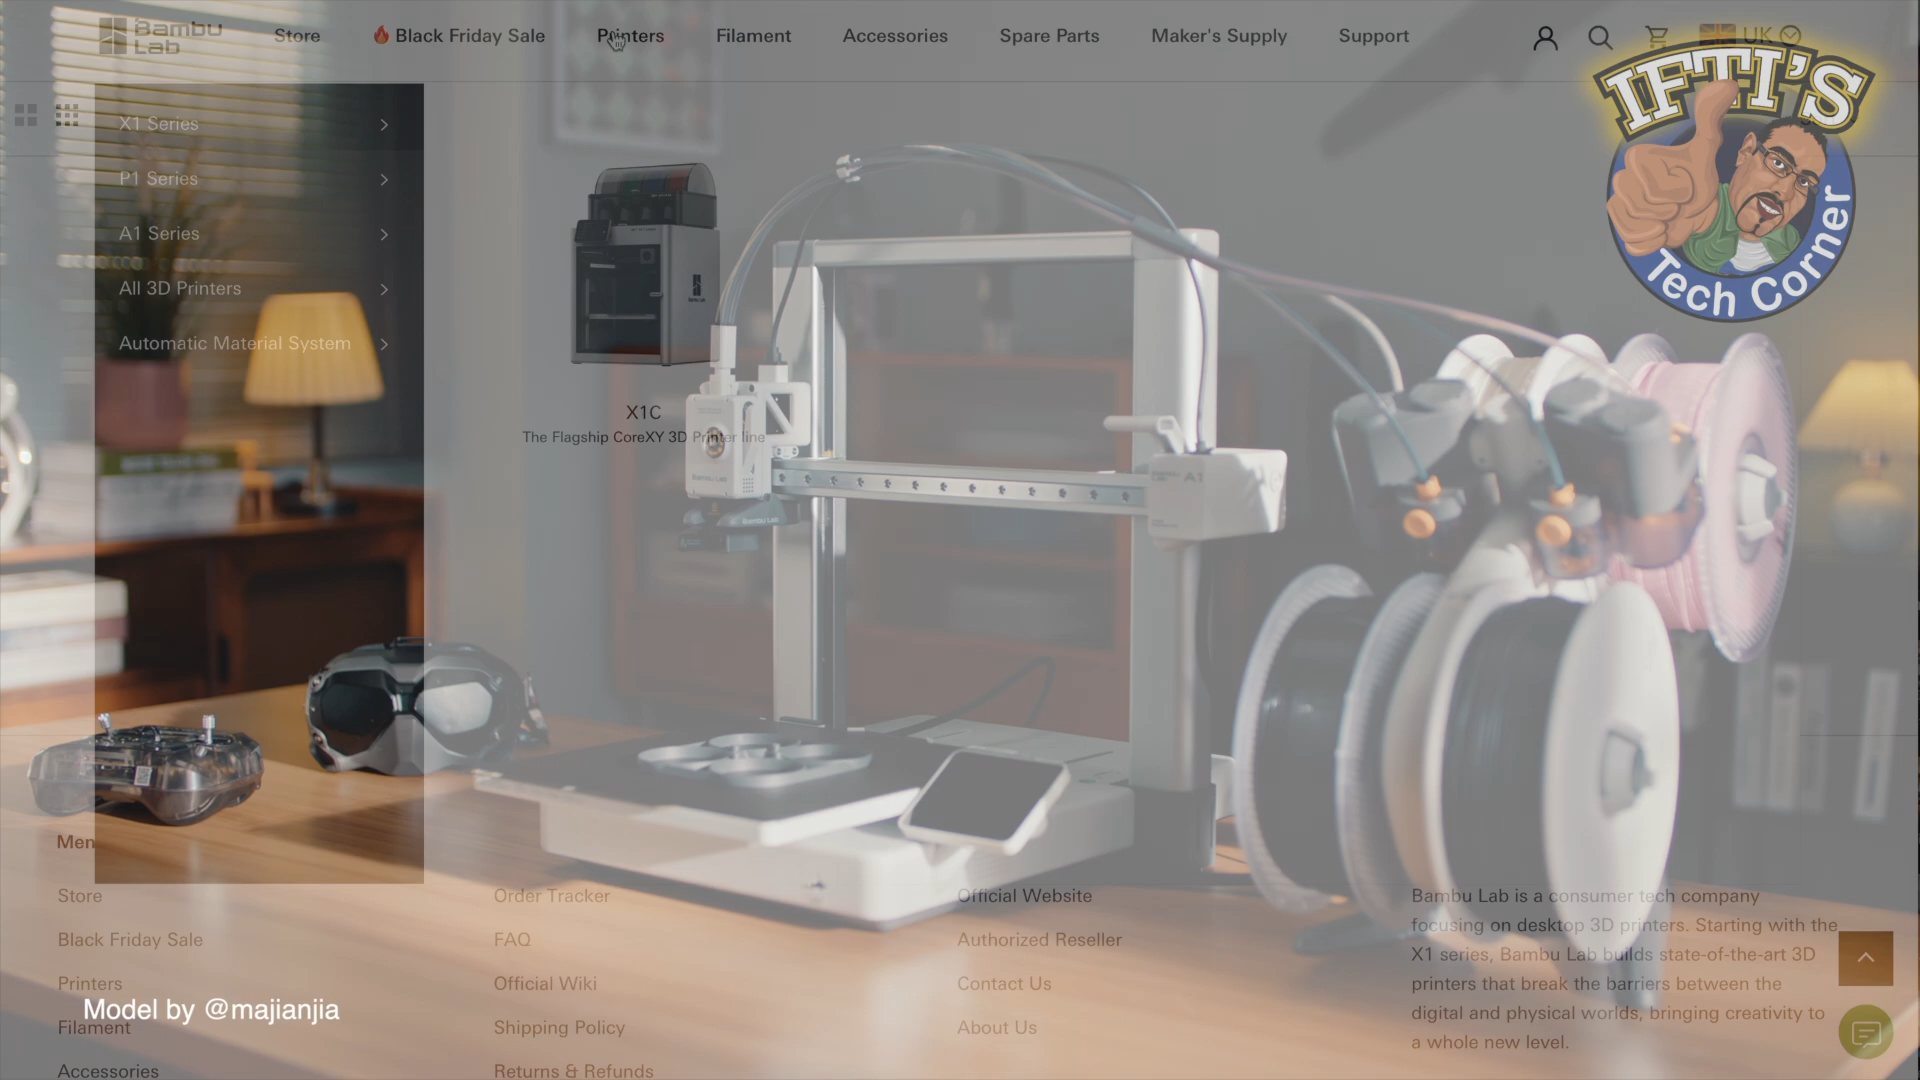 Bambu
Lab
Store
Black Friday Sale
Printers
Filament
Accessories
Spare Parts
Maker's Supply
Support
UK
IFTI'S
Tech Corner
X1 Series
P1 Series
A1 Series
All 3D Printers
Automatic Material System
X1C
The Flagship CoreXY 3D Printer line
Bambu Lab
A1
Men
Store
Black Friday Sale
Printers
Filament
Accessories
Order Tracker
FAQ
Official Wiki
Shipping Policy
Returns & Refunds
Official Website
Authorized Reseller
Contact Us
About Us
Bambu Lab is a consumer tech company
focusing on desktop 3D printers. Starting with the
X1 series, Bambu Lab builds state-of-the-art 3D
printers that break the barriers between the
digital and physical worlds, bringing creativity to
a whole new level.
Model by @majianjia